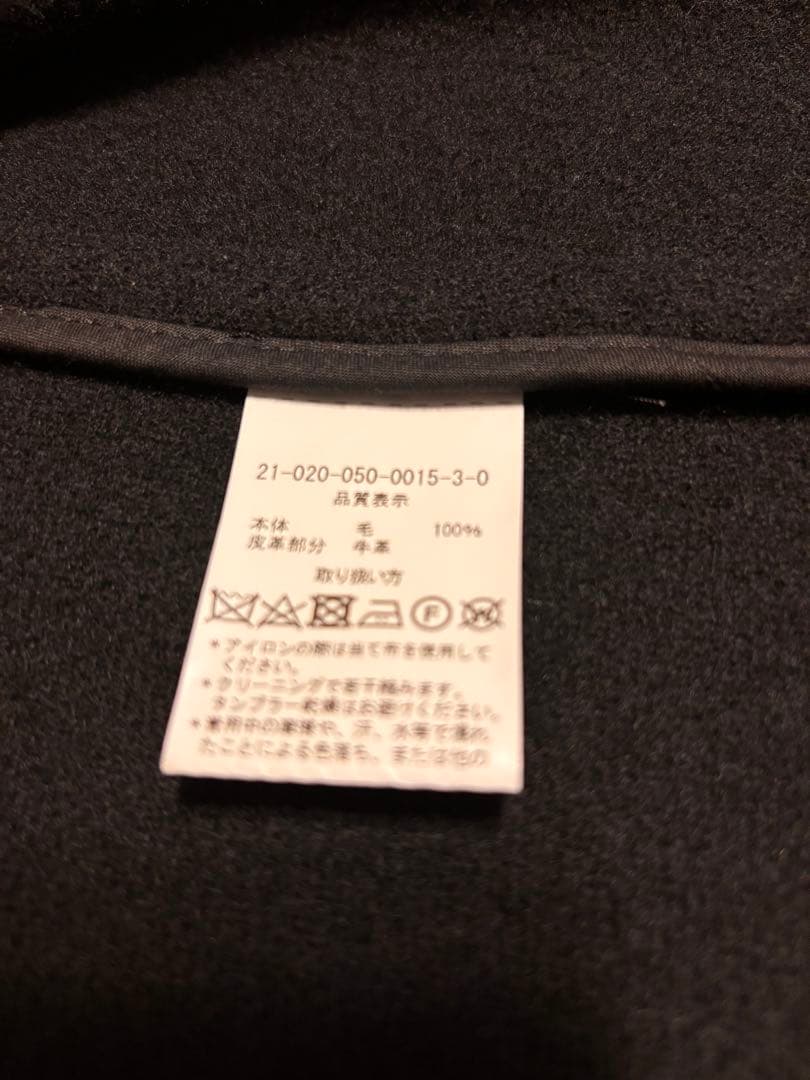 21-020-050-0015-3-0
品質表示
本体 毛 100%
皮革部分 牛革
取り扱い方
F W
*アイロンの際は当て布を使用して
ください。
*クリーニングで若干縮みます。
タンブラー乾燥はお避けください。
*着用中の摩擦や、汗、水等で濡れ
たことによる色落ち、または他の